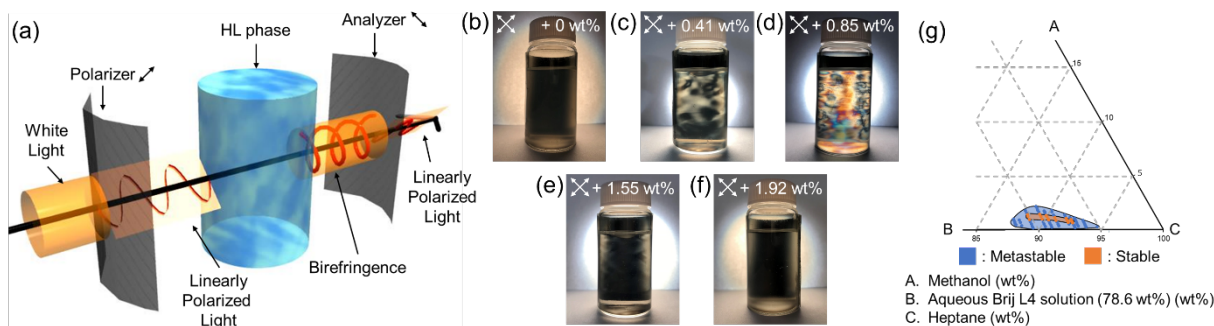 (a)
Polarizer
HL phase
Analyzer
White
Light
Linearly
Polarized
Light
Birefringence
Linearly
Polarized
Light
(b)
+ 0 wt%
(c)
+ 0.41 wt%
(d)
+ 0.85 wt%
(e)
+ 1.55 wt%
(f)
+ 1.92 wt%
(g)
A
15
10
5
B
C
85
90
95
100
: Metastable
: Stable
A. Methanol (wt%)
B. Aqueous Brij L4 solution (78.6 wt%) (wt%)
C. Heptane (wt%)